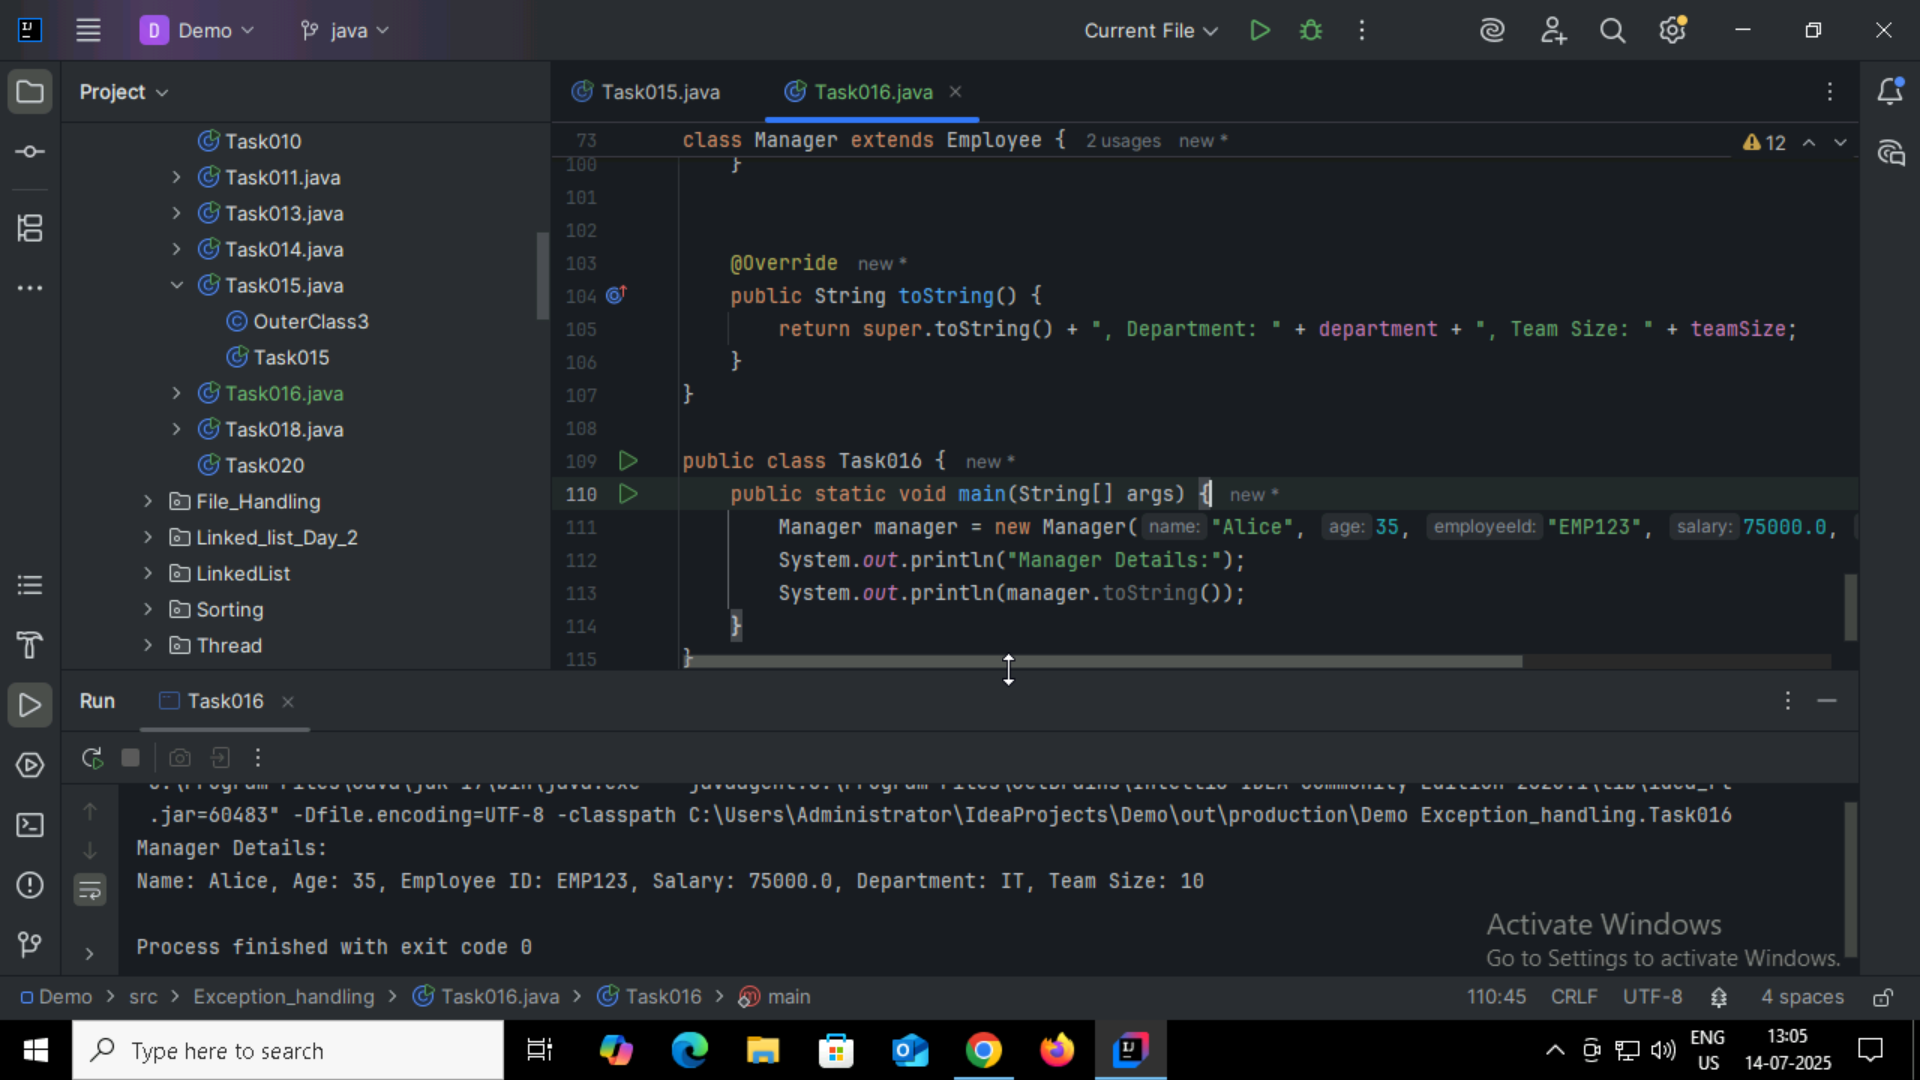 D Demo java Current File
Project
Task015.java Task016.java
Task010
Task011.java
Task013.java
Task014.java
Task015.java
OuterClass3
Task015
Task016.java
Task018.java
Task020
File_Handling
Linked_list_Day_2
LinkedList
Sorting
Thread
73 class Manager extends Employee { 2 usages new * 12
100 }
101
102
103 @Override new *
104 public String toString() {
105 return super.toString() + ", Department: " + department + ", Team Size: " + teamSize;
106 }
107 }
108
109 public class Task016 { new *
110 public static void main(String[] args) { new *
111 Manager manager = new Manager( name: "Alice", age: 35, employeeId: "EMP123", salary: 75000.0,
112 System.out.println("Manager Details:");
113 System.out.println(manager.toString());
114 }
115 }
Run Task016
.jar=60483" -Dfile.encoding=UTF-8 -classpath C:\Users\Administrator\IdeaProjects\Demo\out\production\Demo Exception_handling.Task016
Manager Details:
Name: Alice, Age: 35, Employee ID: EMP123, Salary: 75000.0, Department: IT, Team Size: 10
Process finished with exit code 0
Activate Windows
Go to Settings to activate Windows.
Demo > src > Exception_handling > Task016.java > Task016 > main 110:45 CRLF UTF-8 4 spaces
Type here to search
ENG
US
13:05
14-07-2025